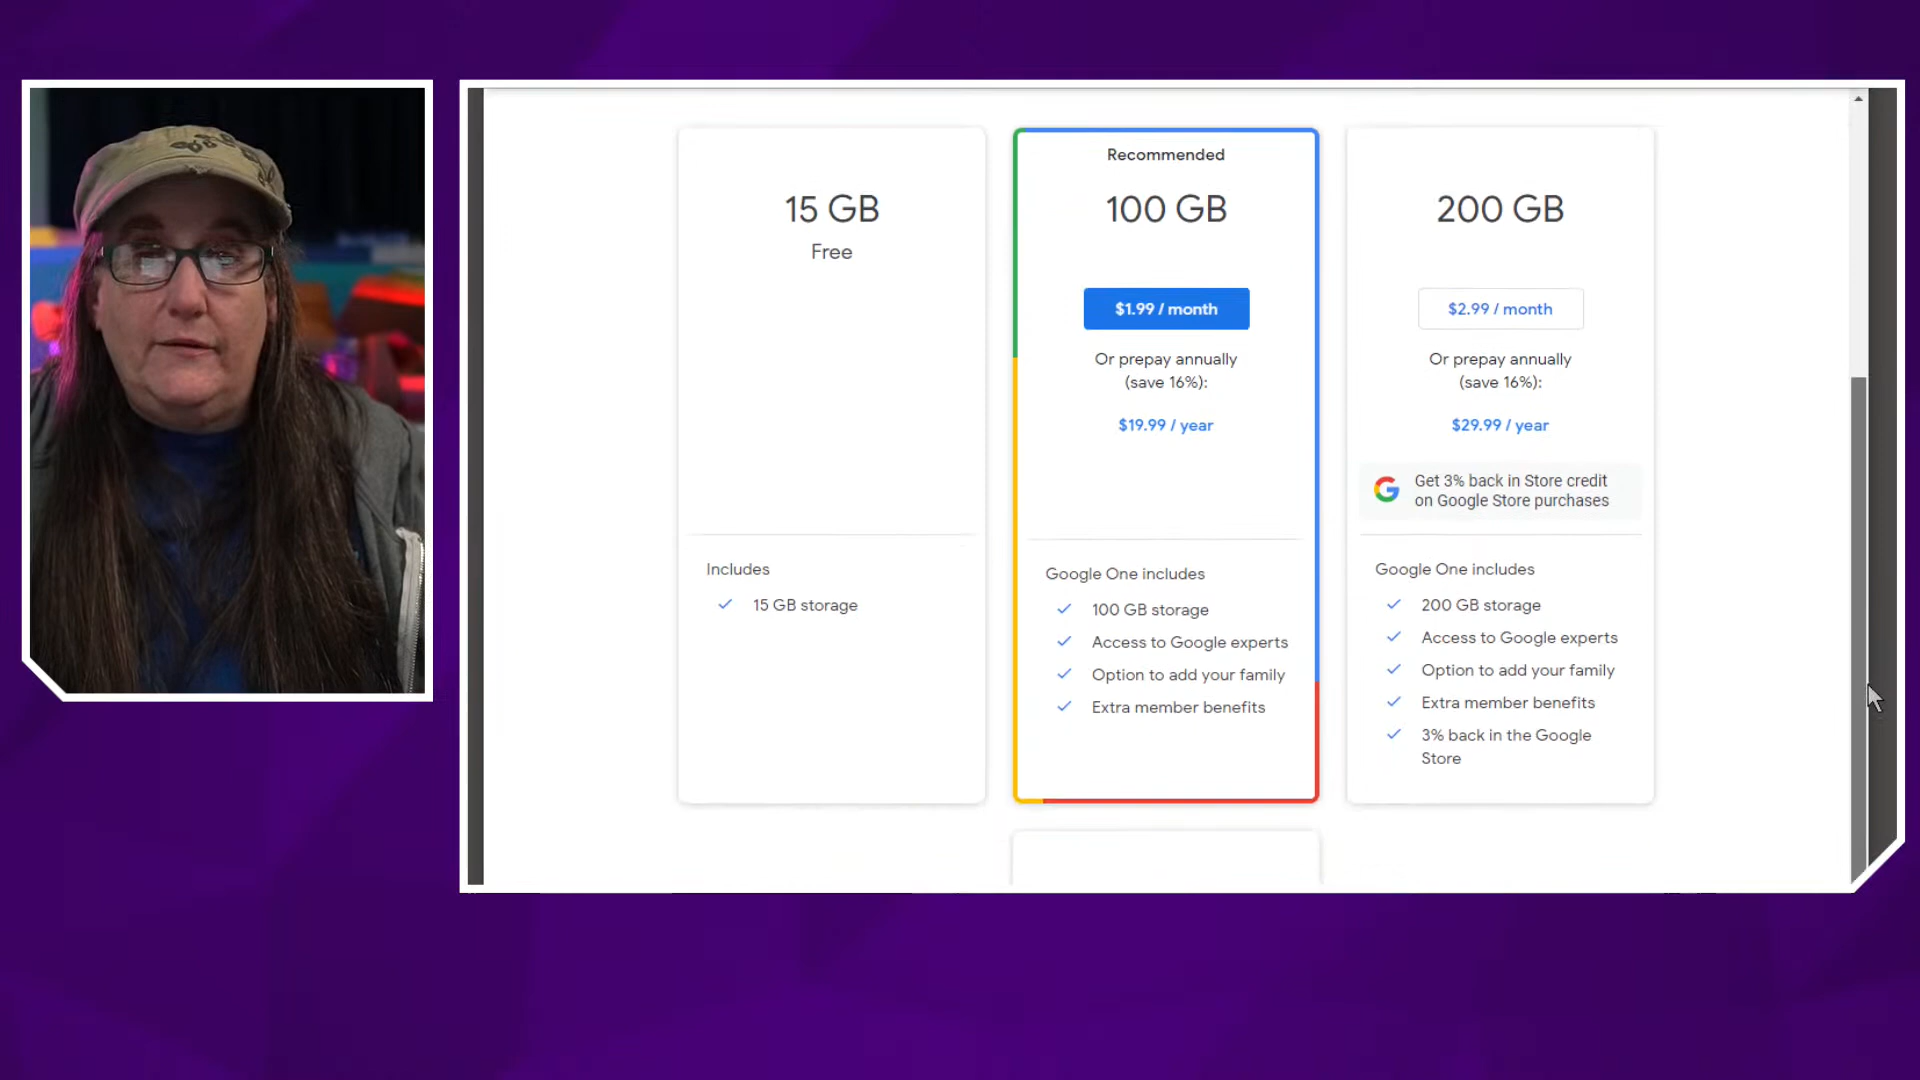 15 GB
Free
Includes
15 GB storage
Recommended
100 GB
$1.99 / month
Or prepay annually
(save 16%):
$19.99 / year
Google One includes
100 GB storage
Access to Google experts
Option to add your family
Extra member benefits
200 GB
$2.99 / month
Or prepay annually
(save 16%):
$29.99 / year
Get 3% back in Store credit
on Google Store purchases
Google One includes
200 GB storage
Access to Google experts
Option to add your family
Extra member benefits
3% back in the Google
Store